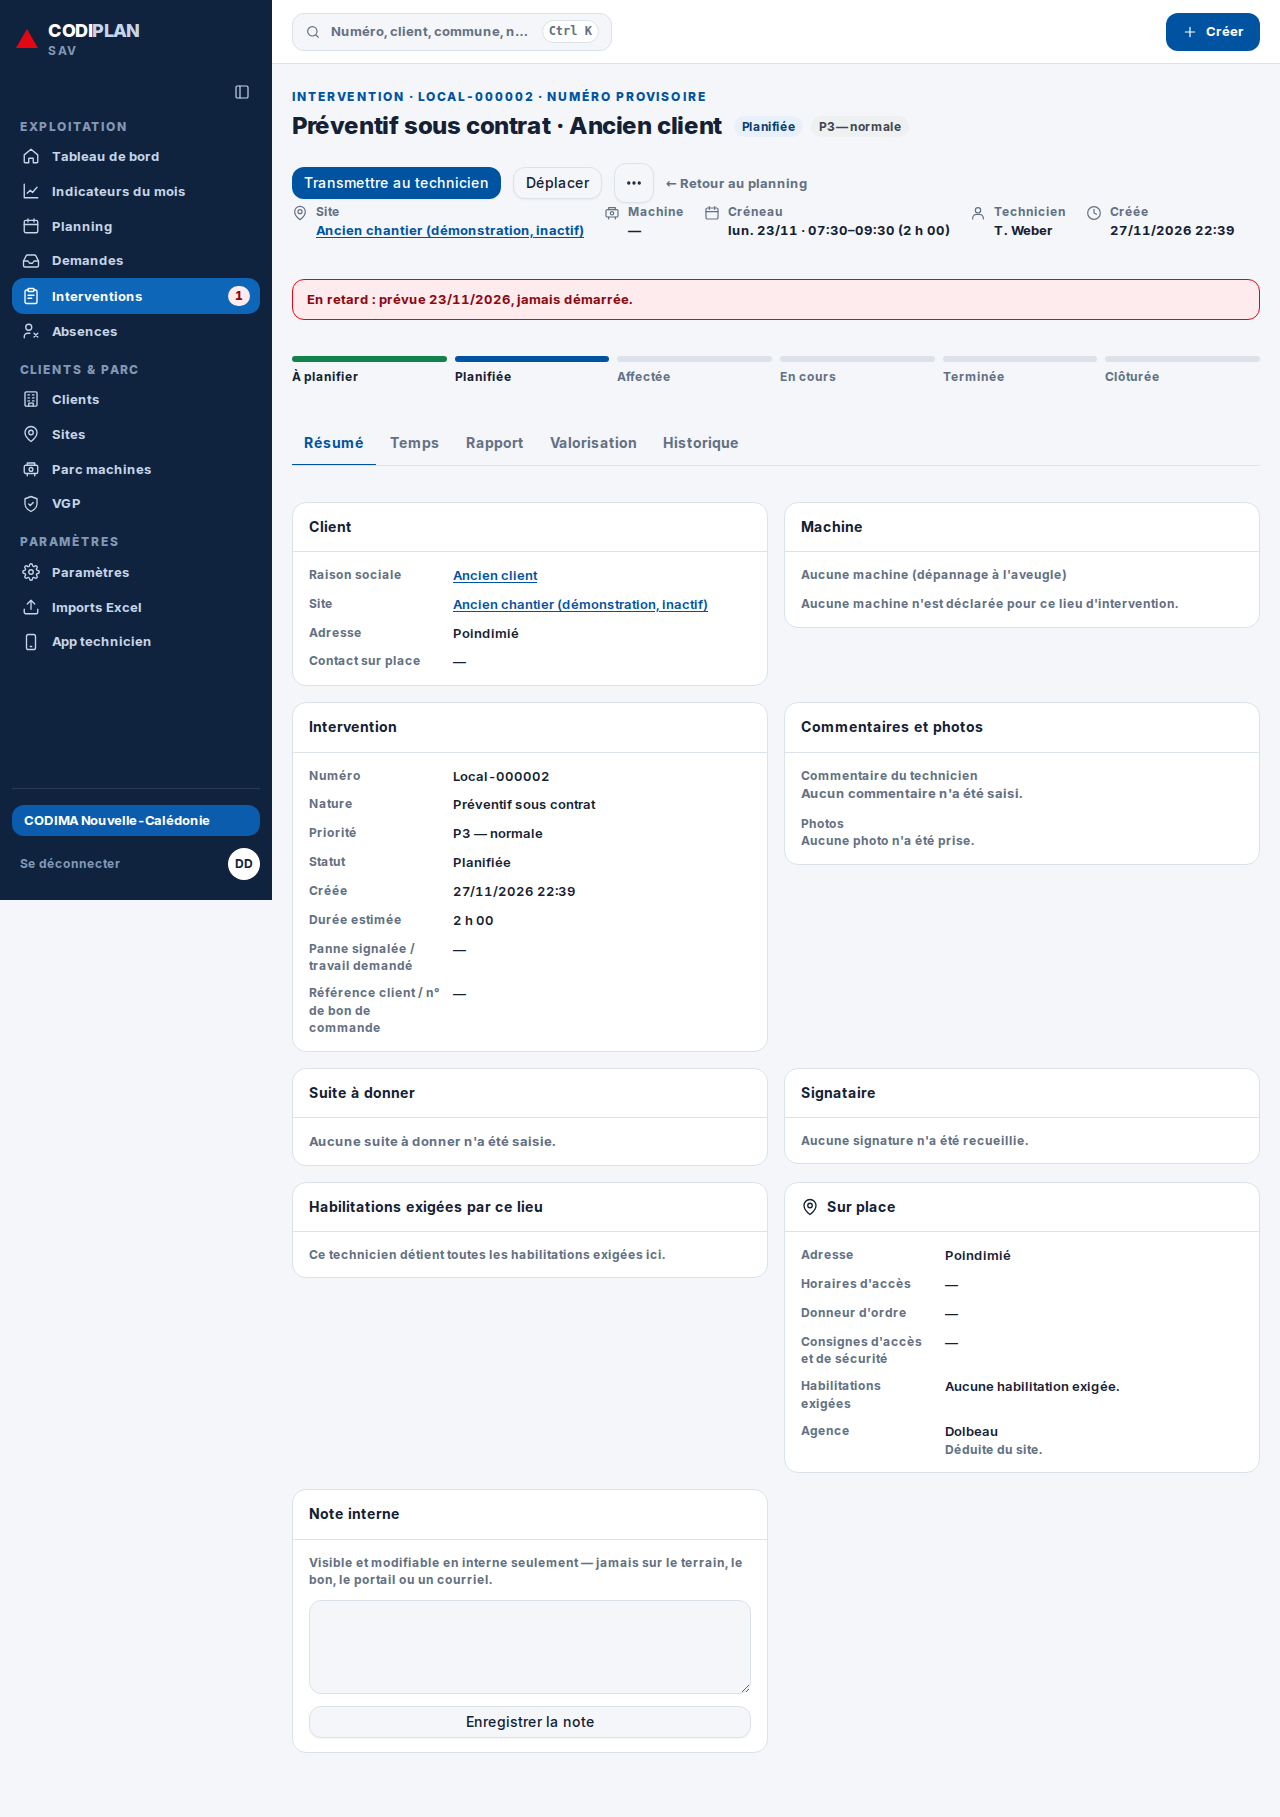 CODIPLAN
SAV
EXPLOITATION
Tableau de bord
Indicateurs du mois
Planning
Demandes
Interventions 1
Absences
CLIENTS & PARC
Clients
Sites
Parc machines
VGP
PARAMÈTRES
Paramètres
Imports Excel
App technicien
CODIMA Nouvelle-Calédonie
Se déconnecter DD
Numéro, client, commune, n… Ctrl K
Créer
INTERVENTION · LOCAL-000002 · NUMÉRO PROVISOIRE
Préventif sous contrat · Ancien client Planifiée P3 — normale
Transmettre au technicien Déplacer ••• ← Retour au planning
Site Machine Créneau Technicien Créée
Ancien chantier (démonstration, inactif) — lun. 23/11 · 07:30–09:30 (2 h 00) T. Weber 27/11/2026 22:39
En retard : prévue 23/11/2026, jamais démarrée.
À planifier Planifiée Affectée En cours Terminée Clôturée
Résumé Temps Rapport Valorisation Historique
Client
Raison sociale Ancien client
Site Ancien chantier (démonstration, inactif)
Adresse Poindimié
Contact sur place —
Machine
Aucune machine (dépannage à l'aveugle)
Aucune machine n'est déclarée pour ce lieu d'intervention.
Intervention
Numéro Local-000002
Nature Préventif sous contrat
Priorité P3 — normale
Statut Planifiée
Créée 27/11/2026 22:39
Durée estimée 2 h 00
Panne signalée / —
travail demandé
Référence client / n° —
de bon de
commande
Commentaires et photos
Commentaire du technicien
Aucun commentaire n'a été saisi.
Photos
Aucune photo n'a été prise.
Suite à donner
Aucune suite à donner n'a été saisie.
Signataire
Aucune signature n'a été recueillie.
Habilitations exigées par ce lieu
Ce technicien détient toutes les habilitations exigées ici.
Sur place
Adresse Poindimié
Horaires d'accès —
Donneur d'ordre —
Consignes d'accès —
et de sécurité
Habilitations Aucune habilitation exigée.
exigées
Agence Dolbeau
Déduite du site.
Note interne
Visible et modifiable en interne seulement — jamais sur le terrain, le
bon, le portail ou un courriel.
Enregistrer la note